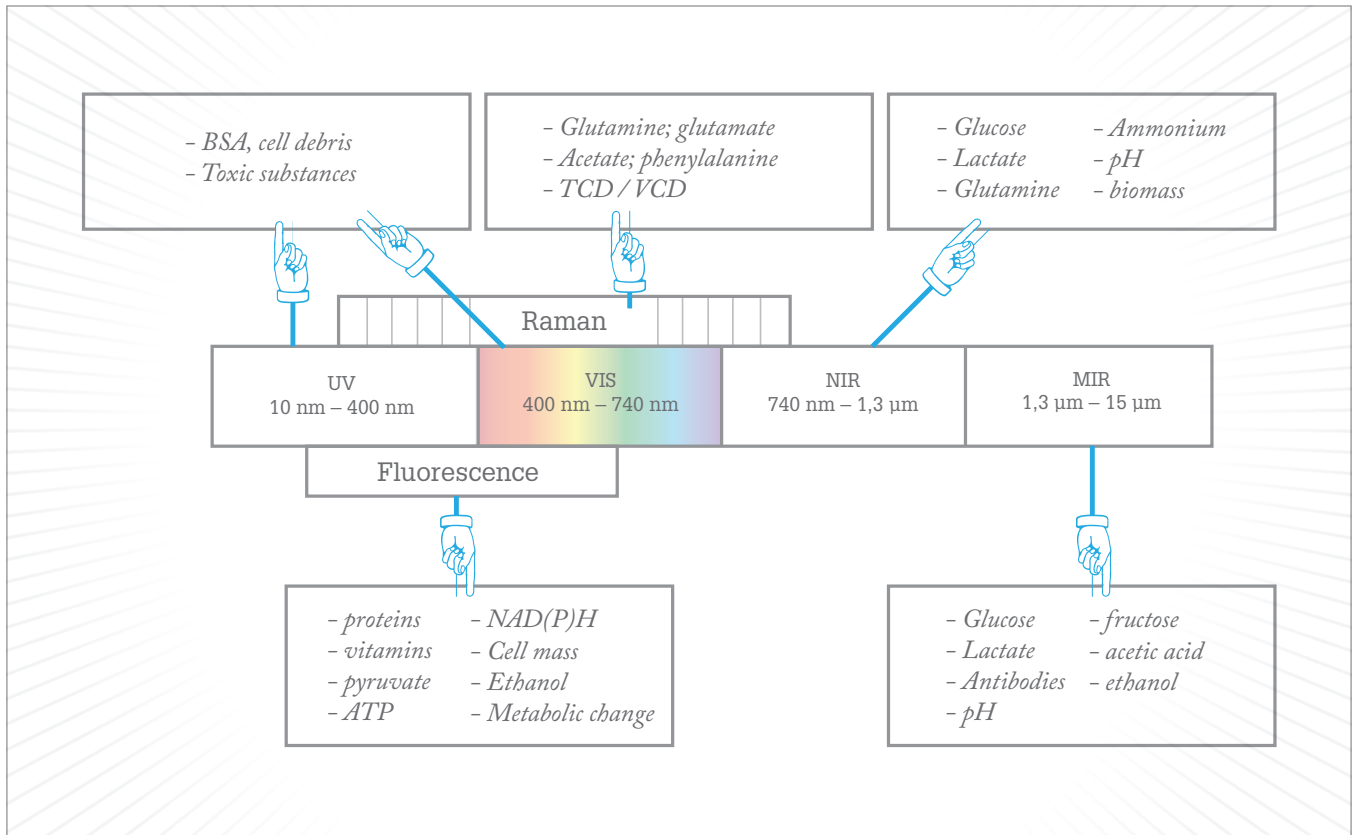 - BSA, cell debris
- Toxic substances
- Glutamine; glutamate
- Acetate; phenylalanine
- TCD / VCD
- Glucose
- Lactate
- Glutamine
- Ammonium
- pH
- biomass
Raman
UV
10 nm – 400 nm
VIS
400 nm – 740 nm
NIR
740 nm – 1,3 µm
MIR
1,3 µm – 15 µm
Fluorescence
- proteins
- vitamins
- pyruvate
- ATP
- NAD(P)H
- Cell mass
- Ethanol
- Metabolic change
- Glucose
- Lactate
- Antibodies
- pH
- fructose
- acetic acid
- ethanol